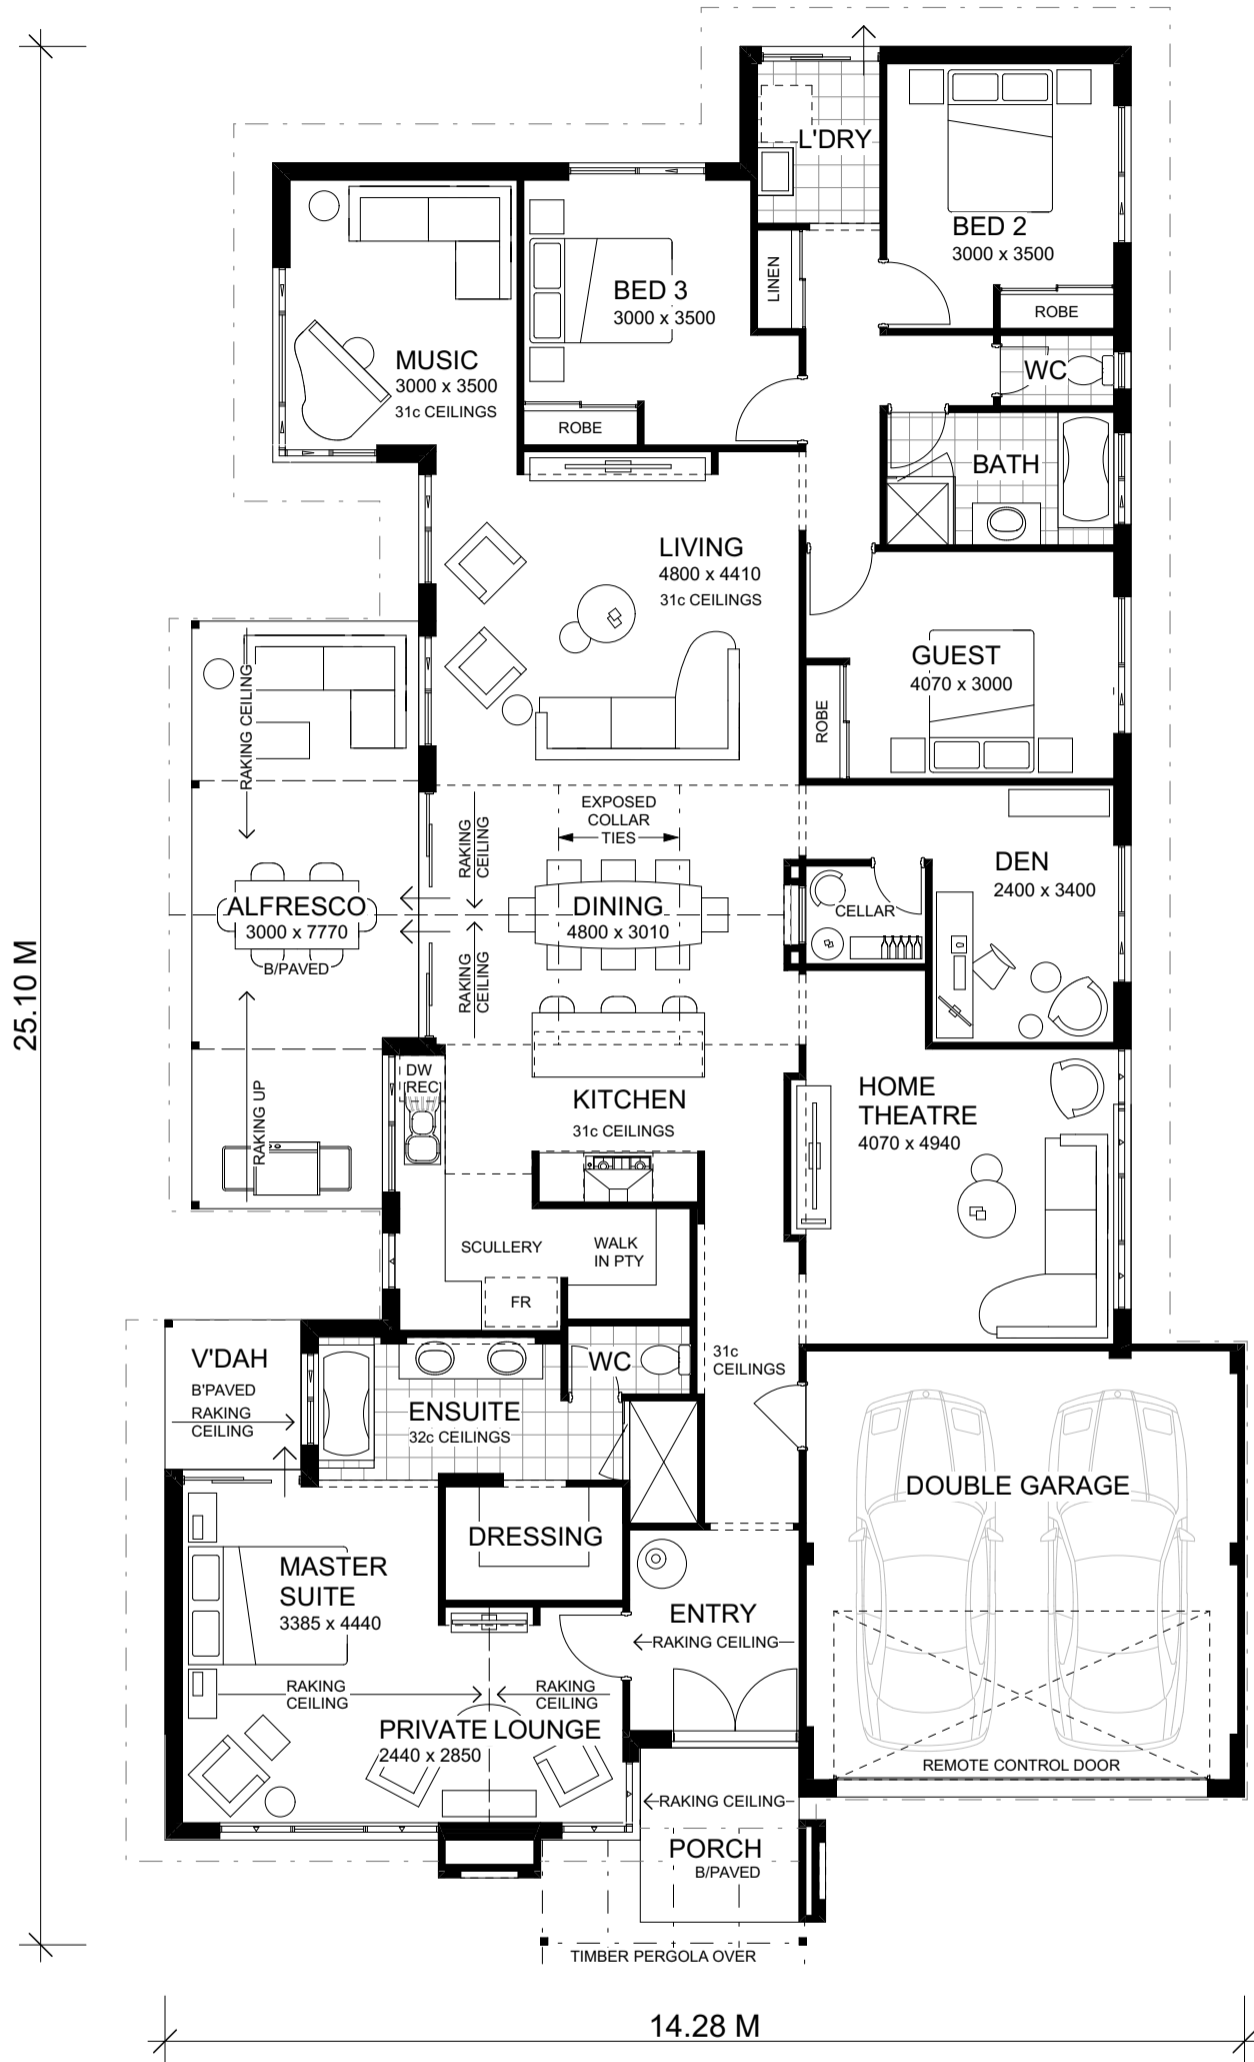 L'DRY
BED 2
3000 x 3500
ROBE
LINEN
BED 3
3000 x 3500
ROBE
MUSIC
3000 x 3500
31c CEILINGS
WC
BATH
LIVING
4800 x 4410
31c CEILINGS
GUEST
4070 x 3000
ROBE
RAKING CEILING
EXPOSED
COLLAR
TIES
RAKING
CEILING
DEN
2400 x 3400
CELLAR
ALFRESCO
3000 x 7770
B/PAVED
DINING
4800 x 3010
RAKING
CEILING
25.10 M
DW
REC
RAKING UP
KITCHEN
31c CEILINGS
HOME
THEATRE
4070 x 4940
SCULLERY
WALK
IN PTY
FR
V'DAH
B'PAVED
RAKING
CEILING
WC
31c
CEILINGS
ENSUITE
32c CEILINGS
DOUBLE GARAGE
DRESSING
MASTER
SUITE
3385 x 4440
ENTRY
RAKING CEILING
RAKING
CEILING
RAKING
CEILING
PRIVATE LOUNGE
2440 x 2850
REMOTE CONTROL DOOR
RAKING CEILING
PORCH
B/PAVED
TIMBER PERGOLA OVER
14.28 M